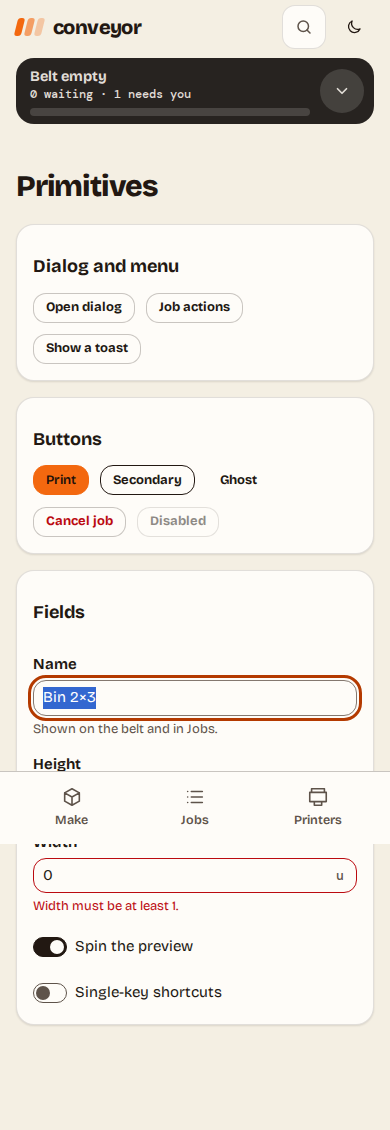 conveyor
Belt empty
0 waiting · 1 needs you
Primitives
Dialog and menu
Open dialog
Job actions
Show a toast
Buttons
Print
Secondary
Ghost
Cancel job
Disabled
Fields
Name
Bin 2×3
Shown on the belt and in Jobs.
Height
Make
Jobs
Printers
Width
0
u
Width must be at least 1.
Spin the preview
Single-key shortcuts